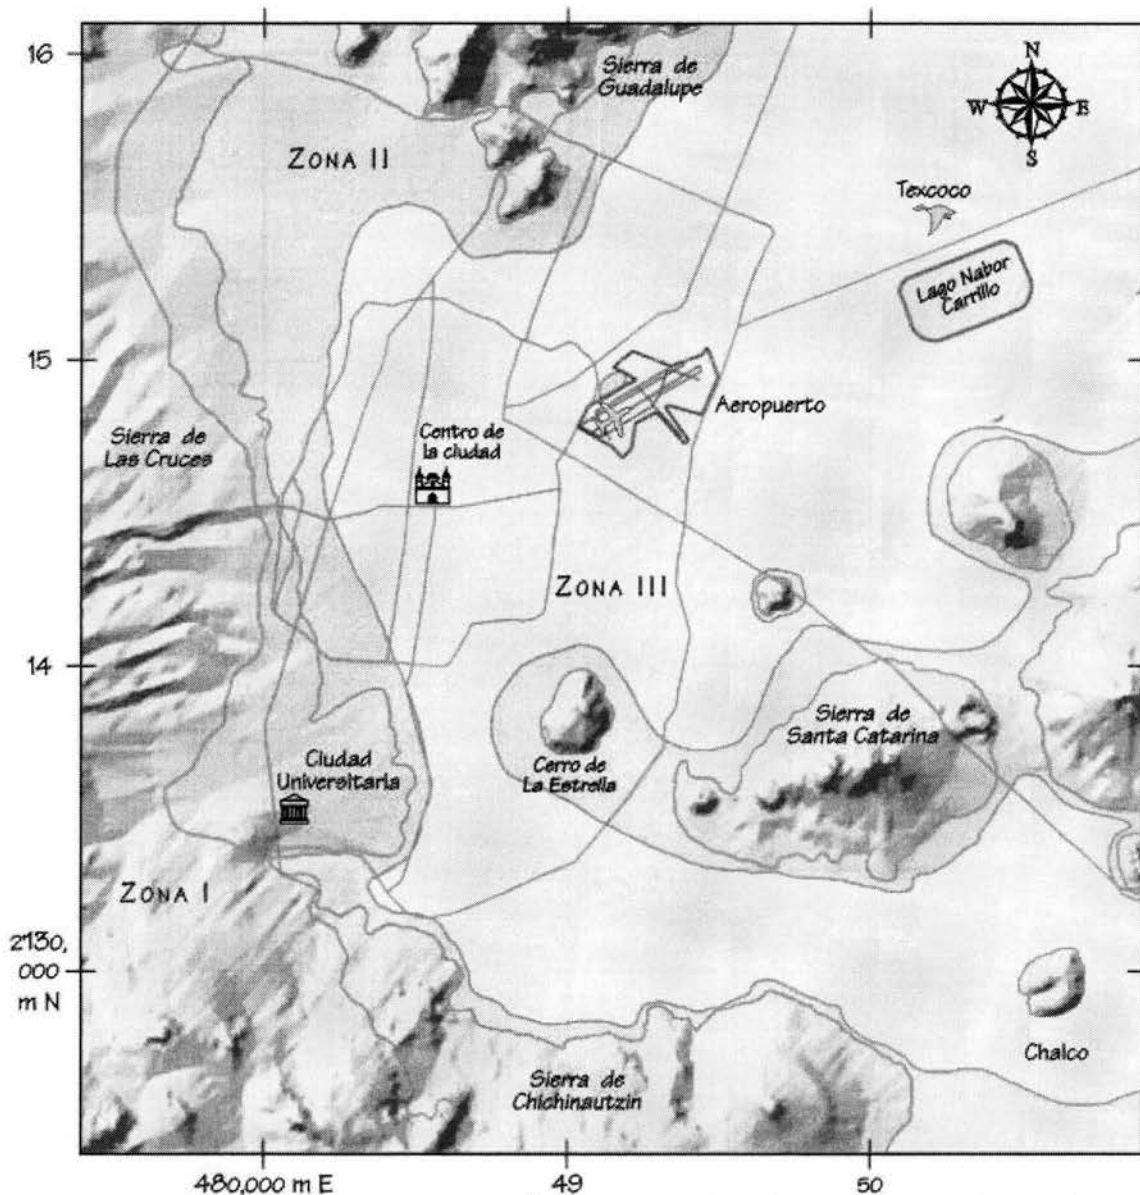 16
Sierra de
Guadalupe
N
W E
S
ZONA II
Texcoco
Lago Nabor
Carrillo
15
Aeropuerto
Sierra de
Las Cruces
Centro de
la ciudad
ZONA III
14
Sierra de
Santa Catarina
Ciudad
Universitaria
Cerro de
La Estrella
ZONA I
2'130,
000
m N
Chalco
Sierra de
Chichinautzin
480,000 m E
49
50